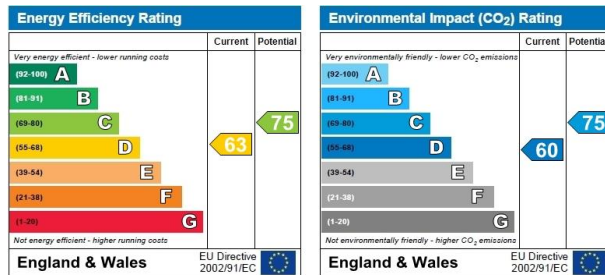 Energy Efficiency Rating
Current Potential
Very energy efficient - lower running costs
(92-100) A
(81-91) B
(69-80) C
75
(55-68) D
63
(39-54) E
(21-38) F
(1-20) G
Not energy efficient - higher running costs
England & Wales
EU Directive
2002/91/EC
Environmental Impact (CO₂) Rating
Current Potential
Very environmentally friendly - lower CO₂ emissions
(92-100) A
(81-91) B
(69-80) C
75
(55-68) D
60
(39-54) E
(21-38) F
(1-20) G
Not environmentally friendly - higher CO₂ emissions
England & Wales
EU Directive
2002/91/EC